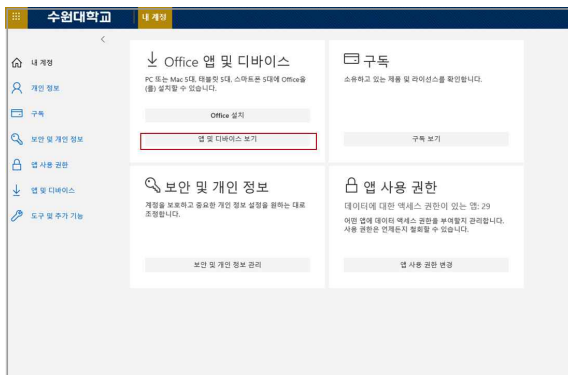 수원대학교 내 계정
내 계정
개인 정보
구독
보안 및 개인 정보
앱 사용 권한
앱 및 디바이스
도구 및 추가 기능
Office 앱 및 디바이스
PC 또는 Mac 5대, 태블릿 5대, 스마트폰 5대에 Office을
(를) 설치할 수 있습니다.
Office 설치
앱 및 디바이스 보기
구독
소유하고 있는 제품 및 라이선스를 확인합니다.
구독 보기
보안 및 개인 정보
계정을 보호하고 중요한 개인 정보 설정을 원하는 대로
조정합니다.
보안 및 개인 정보 관리
앱 사용 권한
데이터에 대한 액세스 권한이 있는 앱: 29
어떤 앱에 데이터 액세스 권한을 부여할지 관리합니다.
사용 권한은 언제든지 철회할 수 있습니다.
앱 사용 권한 변경